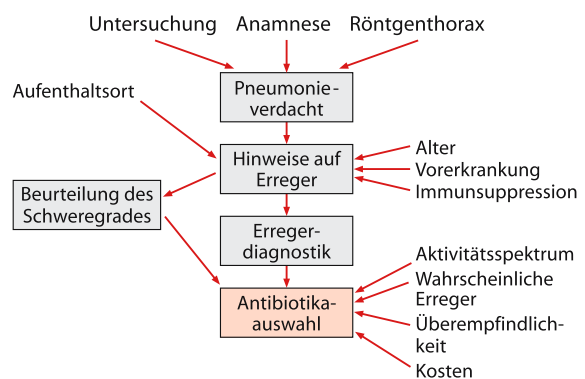 Untersuchung Anamnese Röntgenthorax
Pneumonie-
verdacht
Aufenthaltsort
Hinweise auf
Erreger
Alter
Vorerkrankung
Immunsuppression
Beurteilung des
Schweregrades
Erreger-
diagnostik
Antibiotika-
auswahl
Aktivitätsspektrum
Wahrscheinliche
Erreger
Überempfindlich-
keit
Kosten